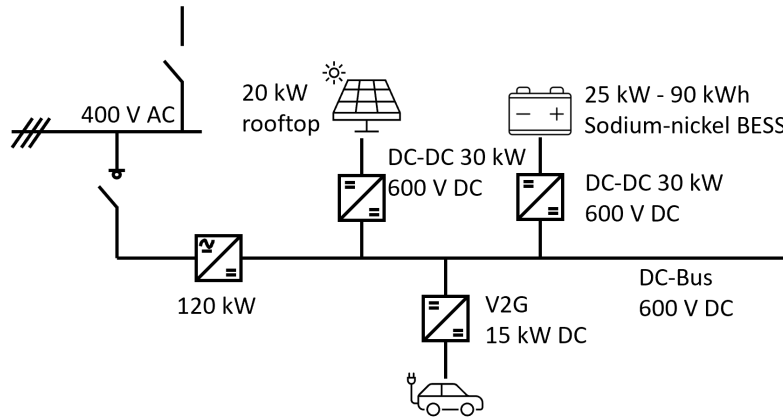 400 V AC
20 kW
rooftop
25 kW - 90 kWh
Sodium-nickel BESS
DC-DC 30 kW
600 V DC
DC-DC 30 kW
600 V DC
120 kW
V2G
15 kW DC
DC-Bus
600 V DC